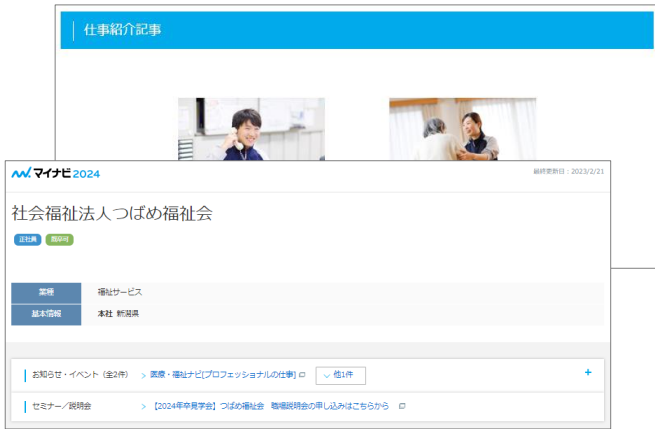 仕事紹介記事
マイナビ2024
最終更新日：2023/2/21
社会福祉法人つばめ福祉会
正社員
既卒可
業種 福祉サービス
基本情報 本社 新潟県
お知らせ・イベント（全2件） > 医療・福祉ナビ[プロフェッショナルの仕事] 他1件 +
セミナー／説明会 > 【2024年卒見学会】つばめ福祉会 職場説明会の申し込みはこちらから